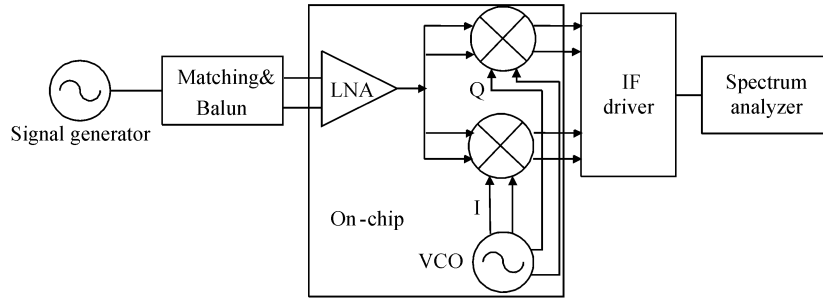 Signal generator
Matching&
Balun
LNA
Q
I
On-chip
VCO
IF
driver
Spectrum
analyzer